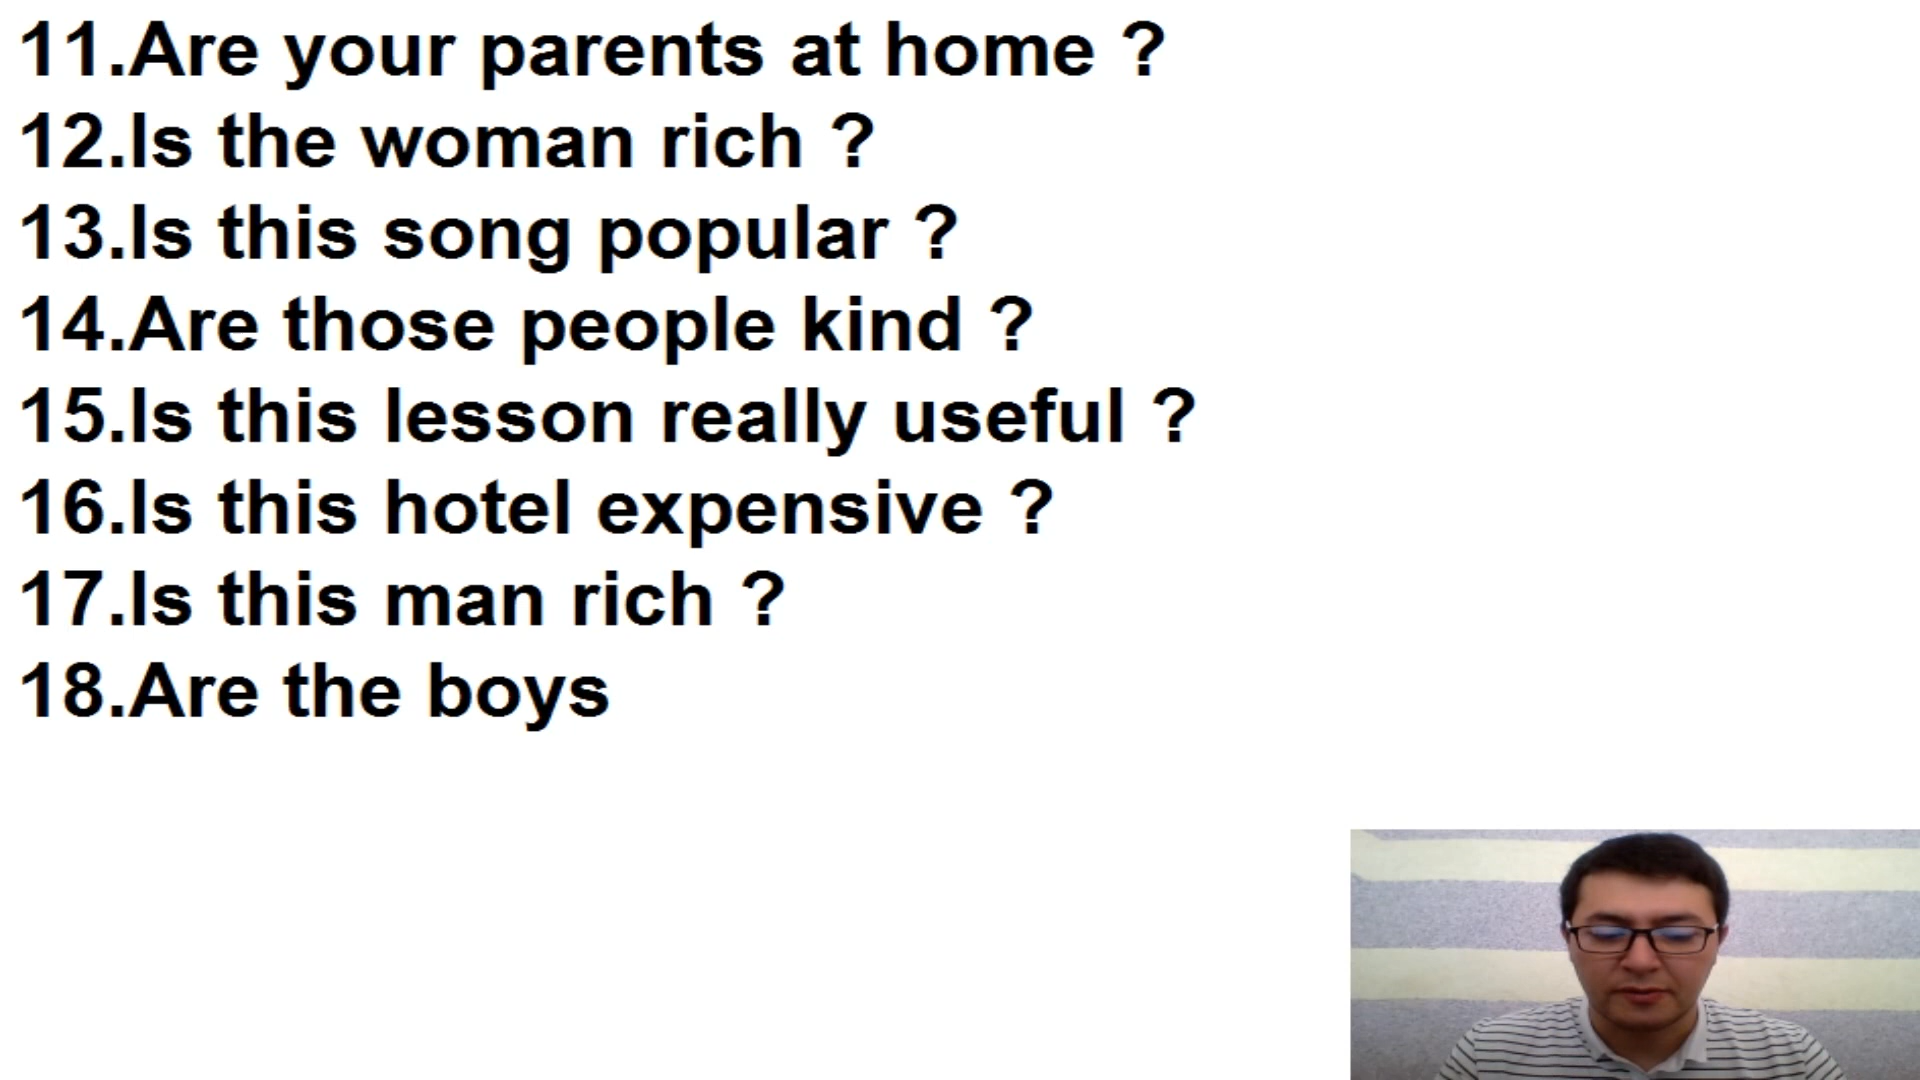 11.Are your parents at home ?
12.Is the woman rich ?
13.Is this song popular ?
14.Are those people kind ?
15.Is this lesson really useful ?
16.Is this hotel expensive ?
17.Is this man rich ?
18.Are the boys